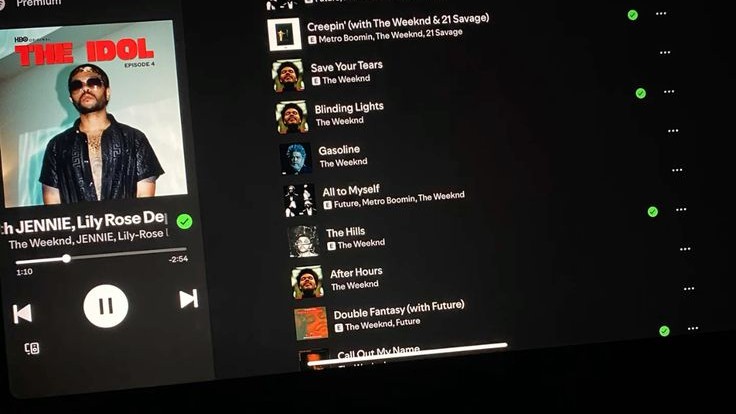 Premium
HBO ORIGINAL
THE IDOL
EPISODE 4
h JENNIE, Lily Rose De
The Weeknd, JENNIE, Lily-Rose
1:10
-2:54
Creepin' (with The Weeknd & 21 Savage)
E Metro Boomin, The Weeknd, 21 Savage
Save Your Tears
E The Weeknd
Blinding Lights
The Weeknd
Gasoline
The Weeknd
All to Myself
E Future, Metro Boomin, The Weeknd
The Hills
E The Weeknd
After Hours
The Weeknd
Double Fantasy (with Future)
E The Weeknd, Future
Call Out My Name